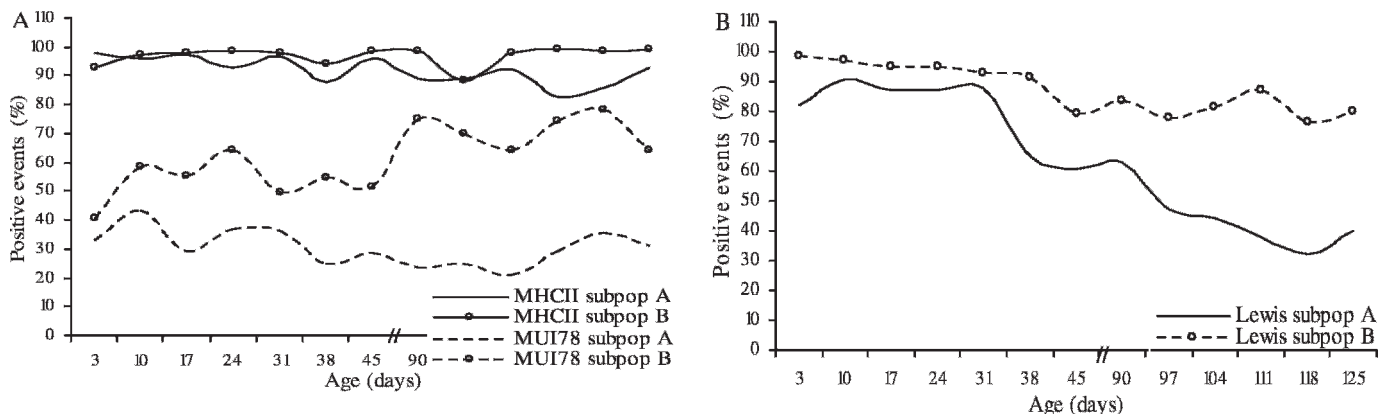 A
Positive events (%)
110
100
90
80
70
60
50
40
30
20
10
0
3 10 17 24 31 38 45 90
Age (days)
MHCII subpop A
MHCII subpop B
MUI78 subpop A
MUI78 subpop B
B
Positive events (%)
110
100
90
80
70
60
50
40
30
20
10
0
3 10 17 24 31 38 45 90 97 104 111 118 125
Age (days)
Lewis subpop A
Lewis subpop B